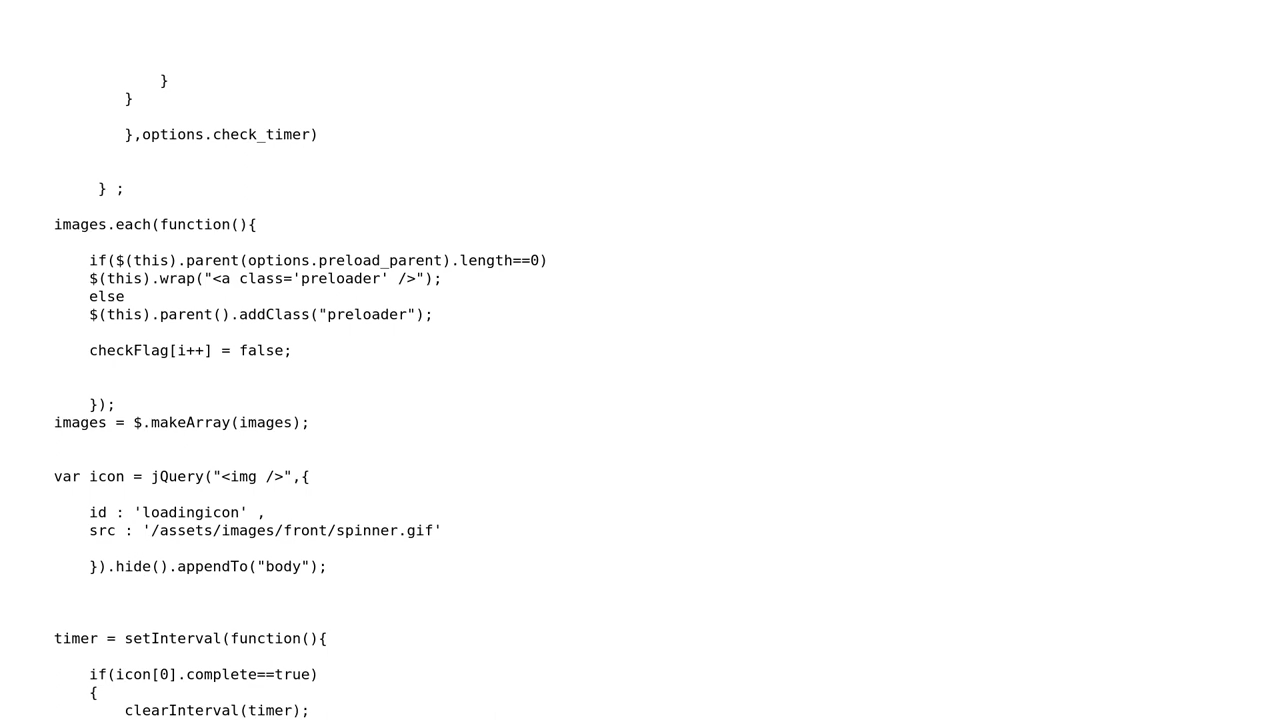 }
}
},options.check_timer)
} ;
images.each(function(){
if($(this).parent(options.preload_parent).length==0)
$(this).wrap("<a class='preloader' />");
else
$(this).parent().addClass("preloader");
checkFlag[i++] = false;
});
images = $.makeArray(images);
var icon = jQuery("<img />",{
id : 'loadingicon' ,
src : '/assets/images/front/spinner.gif'
}).hide().appendTo("body");
timer = setInterval(function(){
if(icon[0].complete==true)
{
clearInterval(timer);